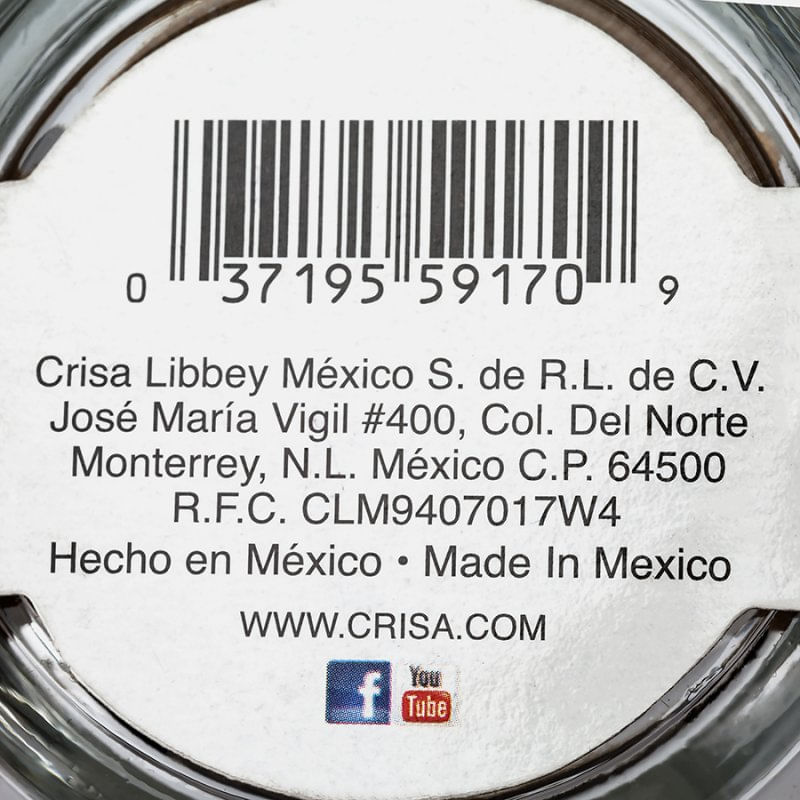 0 37195 59170 9
Crisa Libbey México S. de R.L. de C.V.
José María Vigil #400, Col. Del Norte
Monterrey, N.L. México C.P. 64500
R.F.C. CLM9407017W4
Hecho en México • Made In Mexico
WWW.CRISA.COM
f You
Tube